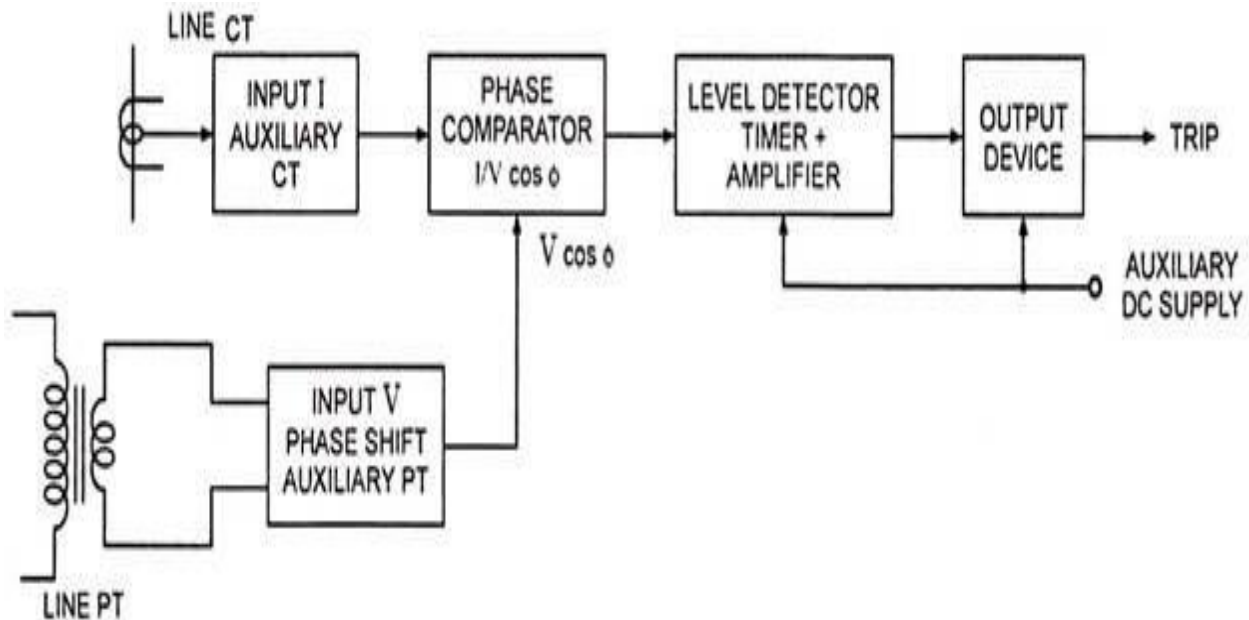 LINE CT
INPUT I
AUXILIARY
CT
PHASE
COMPARATOR
I/V cos ϕ
LEVEL DETECTOR
TIMER +
AMPLIFIER
OUTPUT
DEVICE
TRIP
V cos ϕ
AUXILIARY
DC SUPPLY
INPUT V
PHASE SHIFT
AUXILIARY PT
LINE PT